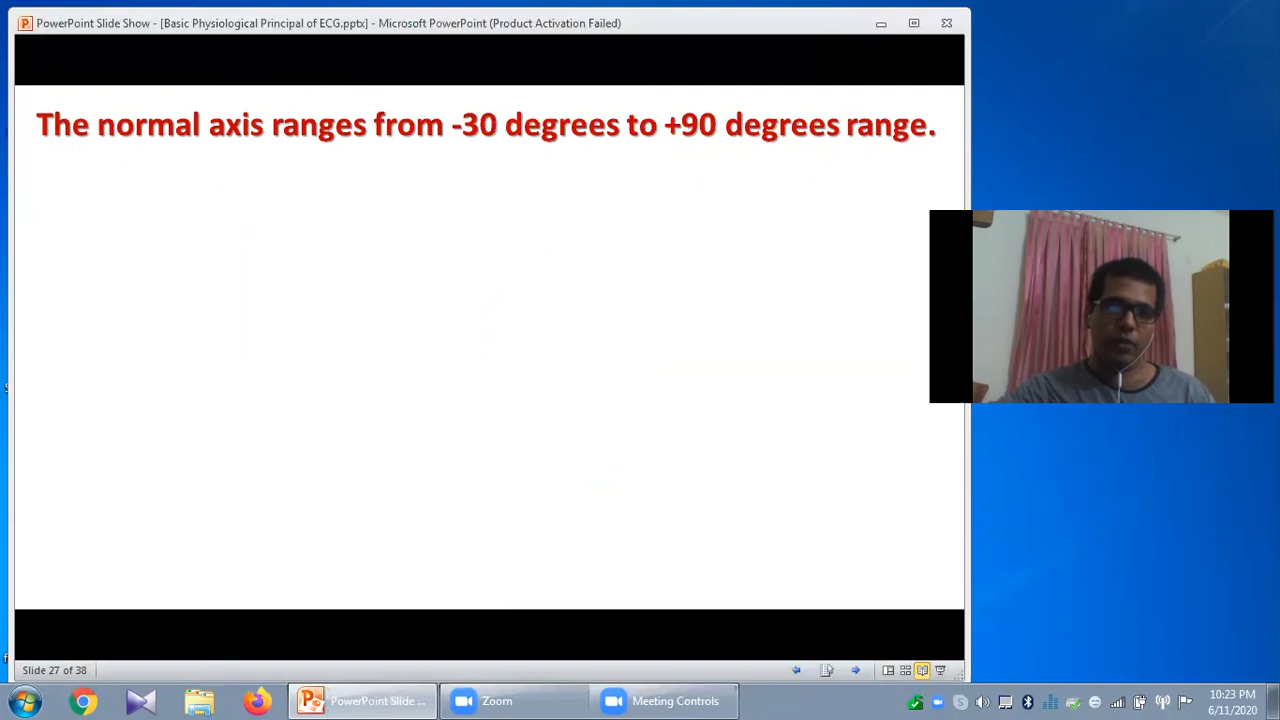 PowerPoint Slide Show - [Basic Physiological Principal of ECG.pptx] - Microsoft PowerPoint (Product Activation Failed)
The normal axis ranges from -30 degrees to +90 degrees range.
Slide 27 of 38
PowerPoint Slide ...
Zoom
Meeting Controls
10:23 PM
6/11/2020